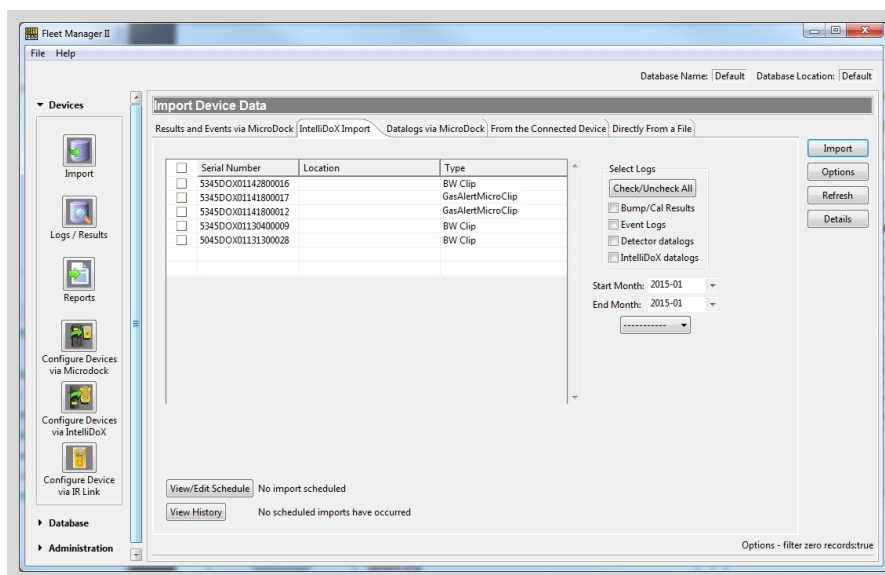 Fleet Manager II
File Help
Database Name: Default Database Location: Default
Devices
Import
Logs / Results
Reports
Configure Devices
via Microdock
Configure Devices
via IntelliDoX
Configure Device
via IR Link
Database
Administration
Import Device Data
Results and Events via MicroDock IntelliDoX Import Datalogs via MicroDock From the Connected Device Directly From a File
Serial Number Location Type
5345DOX01142800016 BW Clip
5345DOX01141800017 GasAlertMicroClip
5345DOX01141800012 GasAlertMicroClip
5345DOX01130400009 BW Clip
5045DOX01131300028 BW Clip
Select Logs
Check/Uncheck All
Bump/Cal Results
Event Logs
Detector datalogs
IntelliDoX datalogs
Start Month: 2015-01
End Month: 2015-01
-----------
Import
Options
Refresh
Details
View/Edit Schedule No import scheduled
View History No scheduled imports have occurred
Options - filter zero records:true